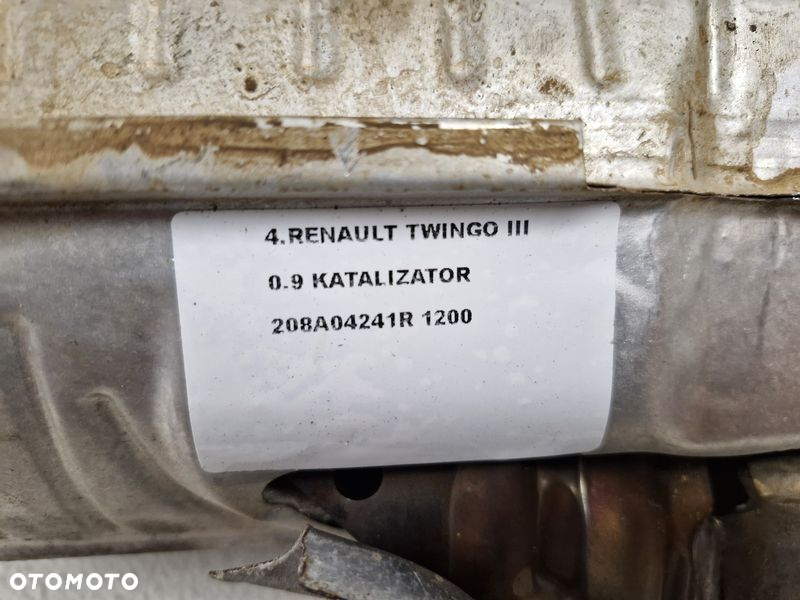 4.RENAULT TWINGO III
0.9 KATALIZATOR
208A04241R 1200
OTOMOTO